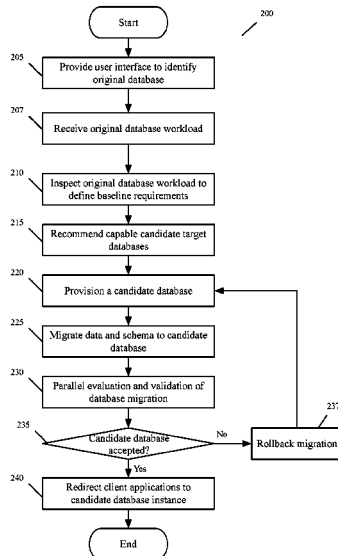 Start
200
205
Provide user interface to identify
original database
207
Receive original database workload
210
Inspect original database workload to
define baseline requirements
215
Recommend capable candidate target
databases
220
Provision a candidate database
225
Migrate data and schema to candidate
database
230
Parallel evaluation and validation of
database migration
235
Candidate database
accepted?
No
237
Rollback migration
Yes
240
Redirect client applications to
candidate database instance
End